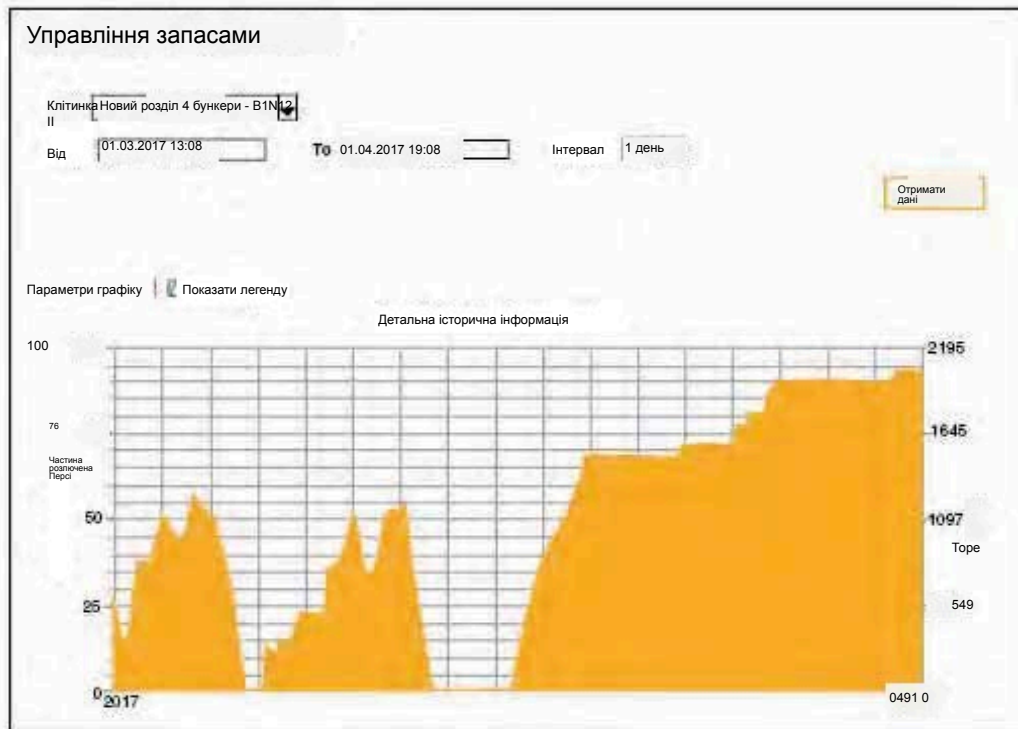 Управління запасами
Клітинка Новий розділ 4 бункери - B1N12
II
Від 01.03.2017 13:08 То 01.04.2017 19:08 Інтервал 1 день
Отримати
дані
Параметри графіку Показати легенду
Детальна історична інформація
100 2195
76 1645
Частина
розлючена
Персі
50 1097
Торе
25 549
0 2017 0491 0